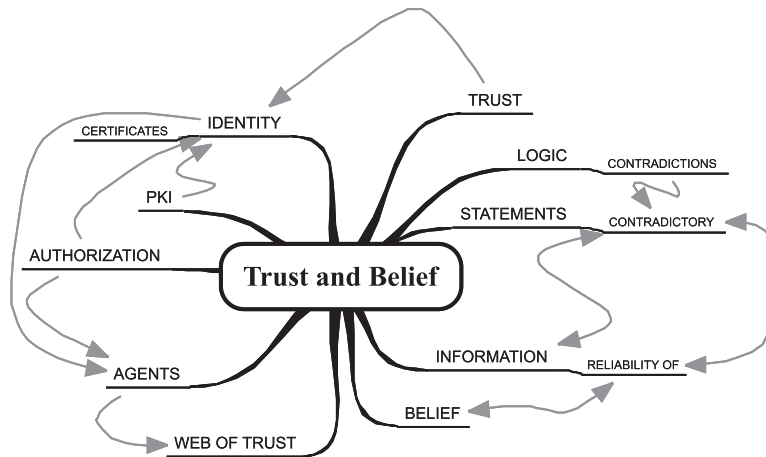 TRUST
IDENTITY
CERTIFICATES
LOGIC
CONTRADICTIONS
PKI
STATEMENTS
CONTRADICTORY
AUTHORIZATION
Trust and Belief
INFORMATION
RELIABILITY OF
AGENTS
BELIEF
WEB OF TRUST